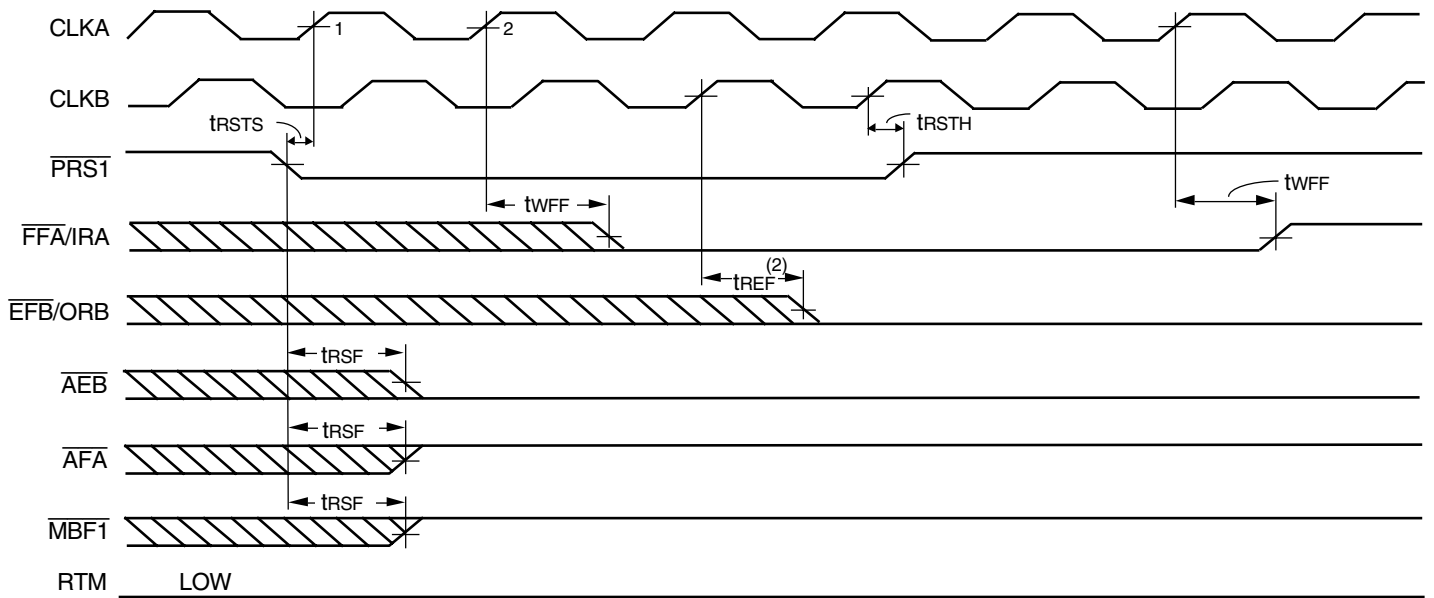 CLKA
1
2
CLKB
tRSTS
tRSTH
PRS1
tWFF
tWFF
FFA/IRA
tREF(2)
EFB/ORB
tRSF
AEB
tRSF
AFA
tRSF
MBF1
RTM LOW